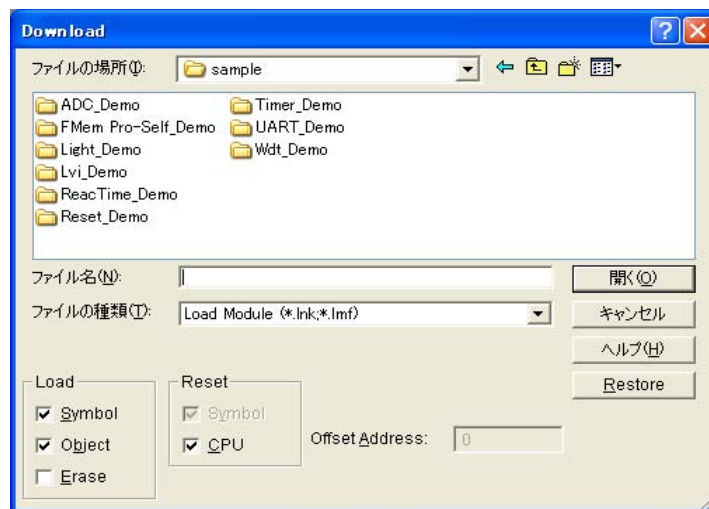 Download
ファイルの場所(I):
sample
ADC_Demo
FMem Pro-Self_Demo
Light_Demo
Lvi_Demo
ReacTime_Demo
Reset_Demo
Timer_Demo
UART_Demo
Wdt_Demo
ファイル名(N):
開く(O)
ファイルの種類(T):
Load Module (*.lnk;*.lmf)
キャンセル
ヘルプ(H)
Restore
Load
Symbol
Object
Erase
Reset
Symbol
CPU
Offset Address:
0